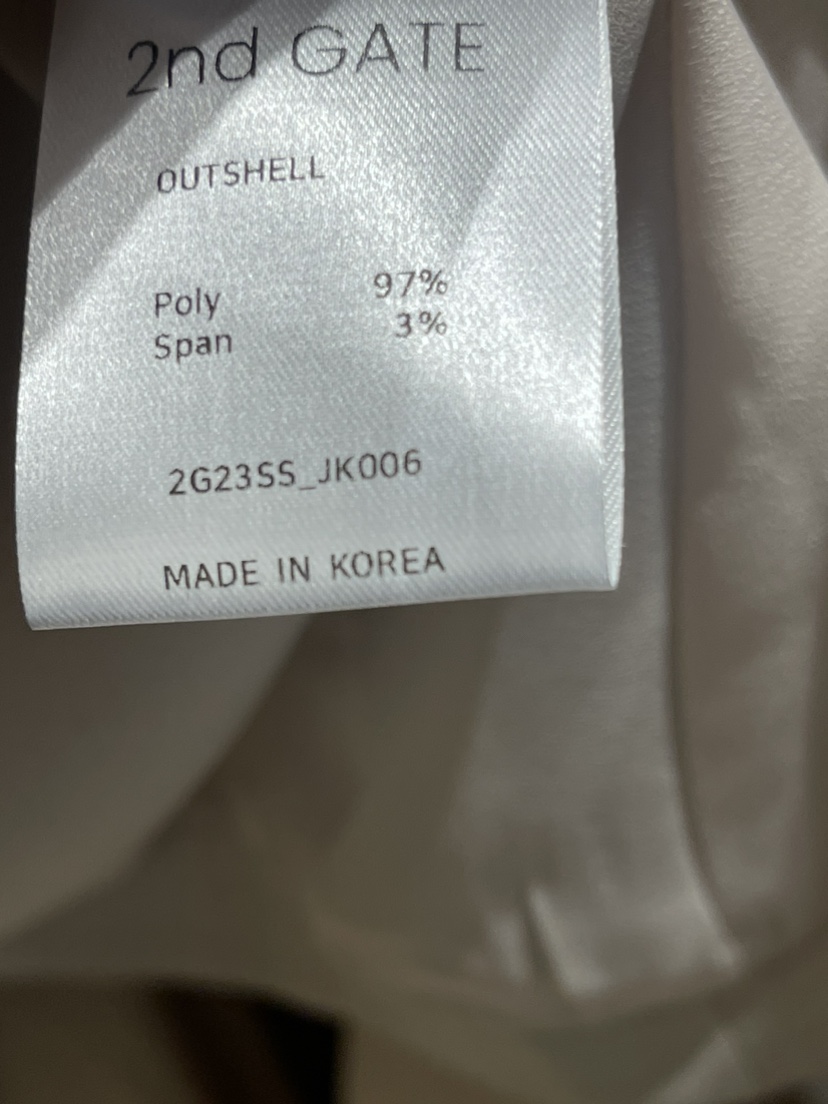 2nd GATE
OUTSHELL
Poly 97%
Span 3%
2G23SS_JK006
MADE IN KOREA